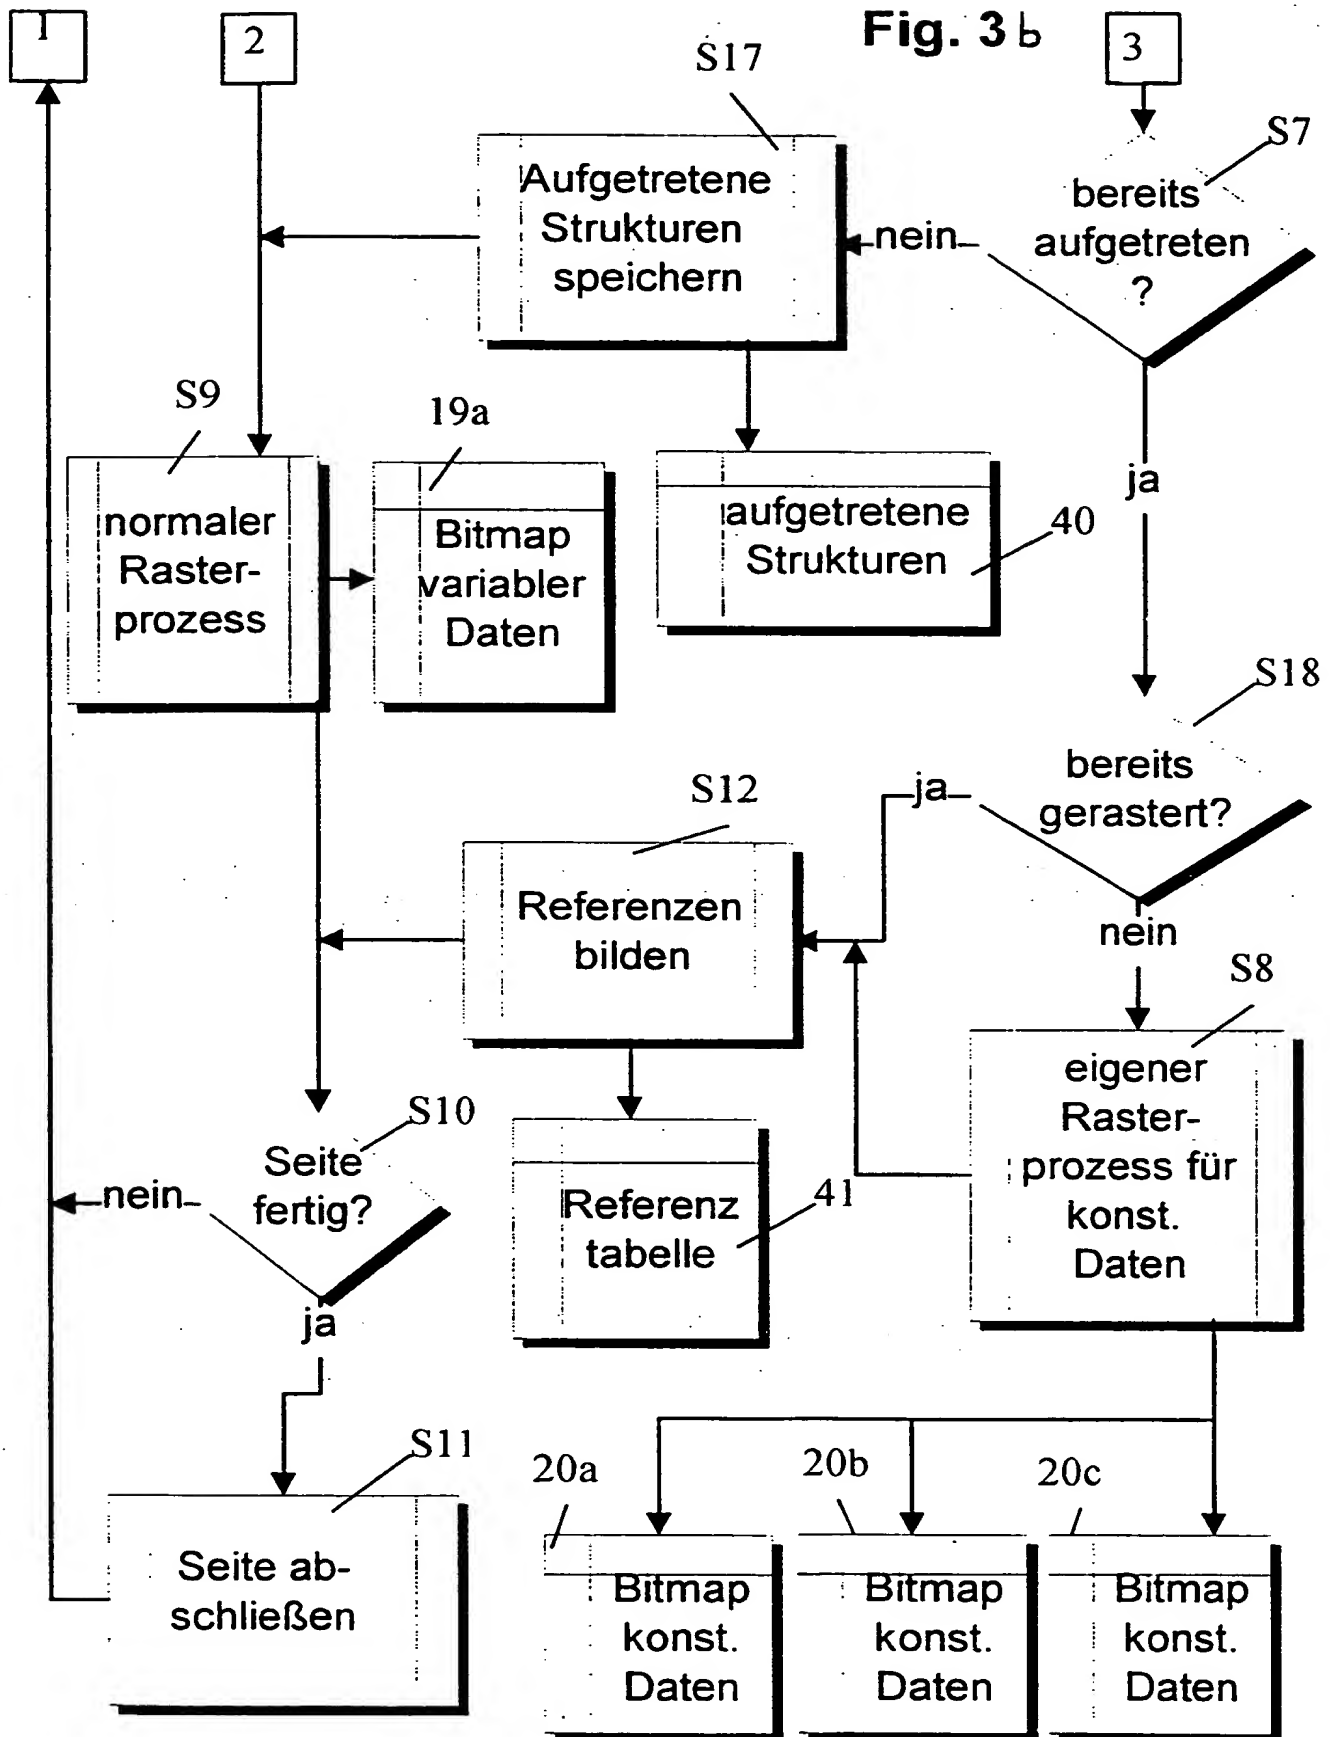 1
2
Fig. 3 b
3
S17
S7
Aufgetretene
Strukturen
speichern
nein
bereits
aufgetreten
?
S9
19a
ja
normaler
Raster-
prozess
Bitmap
variabler
Daten
aufgetretene
Strukturen
40
S18
bereits
gerastert?
ja
S12
Referenzen
bilden
nein
S8
eigener
Raster-
prozess für
konst.
Daten
S10
Seite
fertig?
nein
Referenz
tabelle
41
ja
S11
Seite ab-
schließen
20a
20b
20c
Bitmap
konst.
Daten
Bitmap
konst.
Daten
Bitmap
konst.
Daten